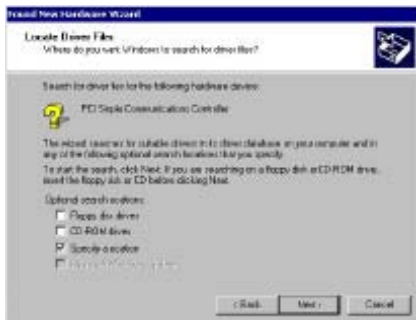 Found New Hardware Wizard
Locate Driver Files
Where do you want Windows to search for driver files?
Search for driver files for the following hardware device:
PCI Simple Communications Controller
The wizard searches for suitable drivers in its driver database on your computer and in
any of the following optional search locations that you specify.
To start the search, click Next. If you are searching on a floppy disk or CD-ROM drive,
insert the floppy disk or CD before clicking Next.
Optional search locations:
Floppy disk drives
CD-ROM drives
Specify a location
< Back
Next >
Cancel